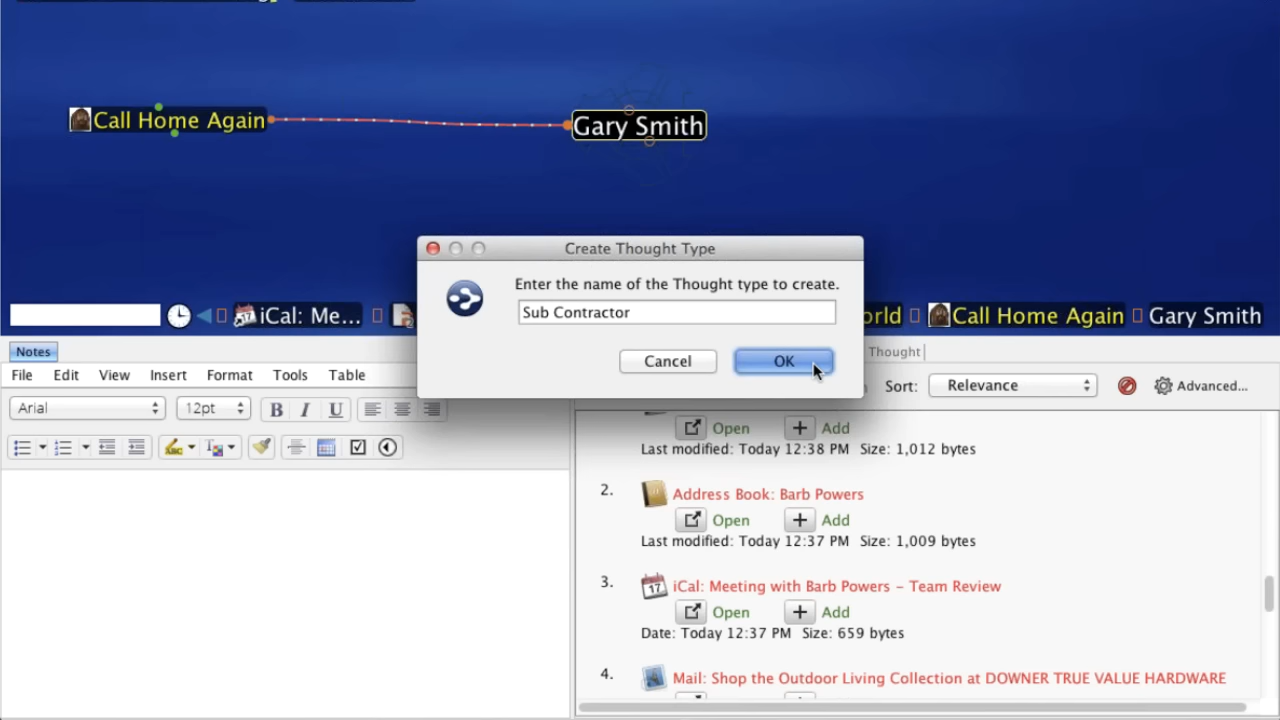 Call Home Again
Gary Smith
Create Thought Type
Enter the name of the Thought type to create.
Sub Contractor
Cancel OK
iCal: Me... orld Call Home Again Gary Smith
Notes Thought
File Edit View Insert Format Tools Table
Sort: Relevance Advanced...
Arial 12pt B I U
Open Add
Last modified: Today 12:38 PM Size: 1,012 bytes
2. Address Book: Barb Powers
Open Add
Last modified: Today 12:37 PM Size: 1,009 bytes
3. 17 iCal: Meeting with Barb Powers – Team Review
Open Add
Date: Today 12:37 PM Size: 659 bytes
4. Mail: Shop the Outdoor Living Collection at DOWNER TRUE VALUE HARDWARE